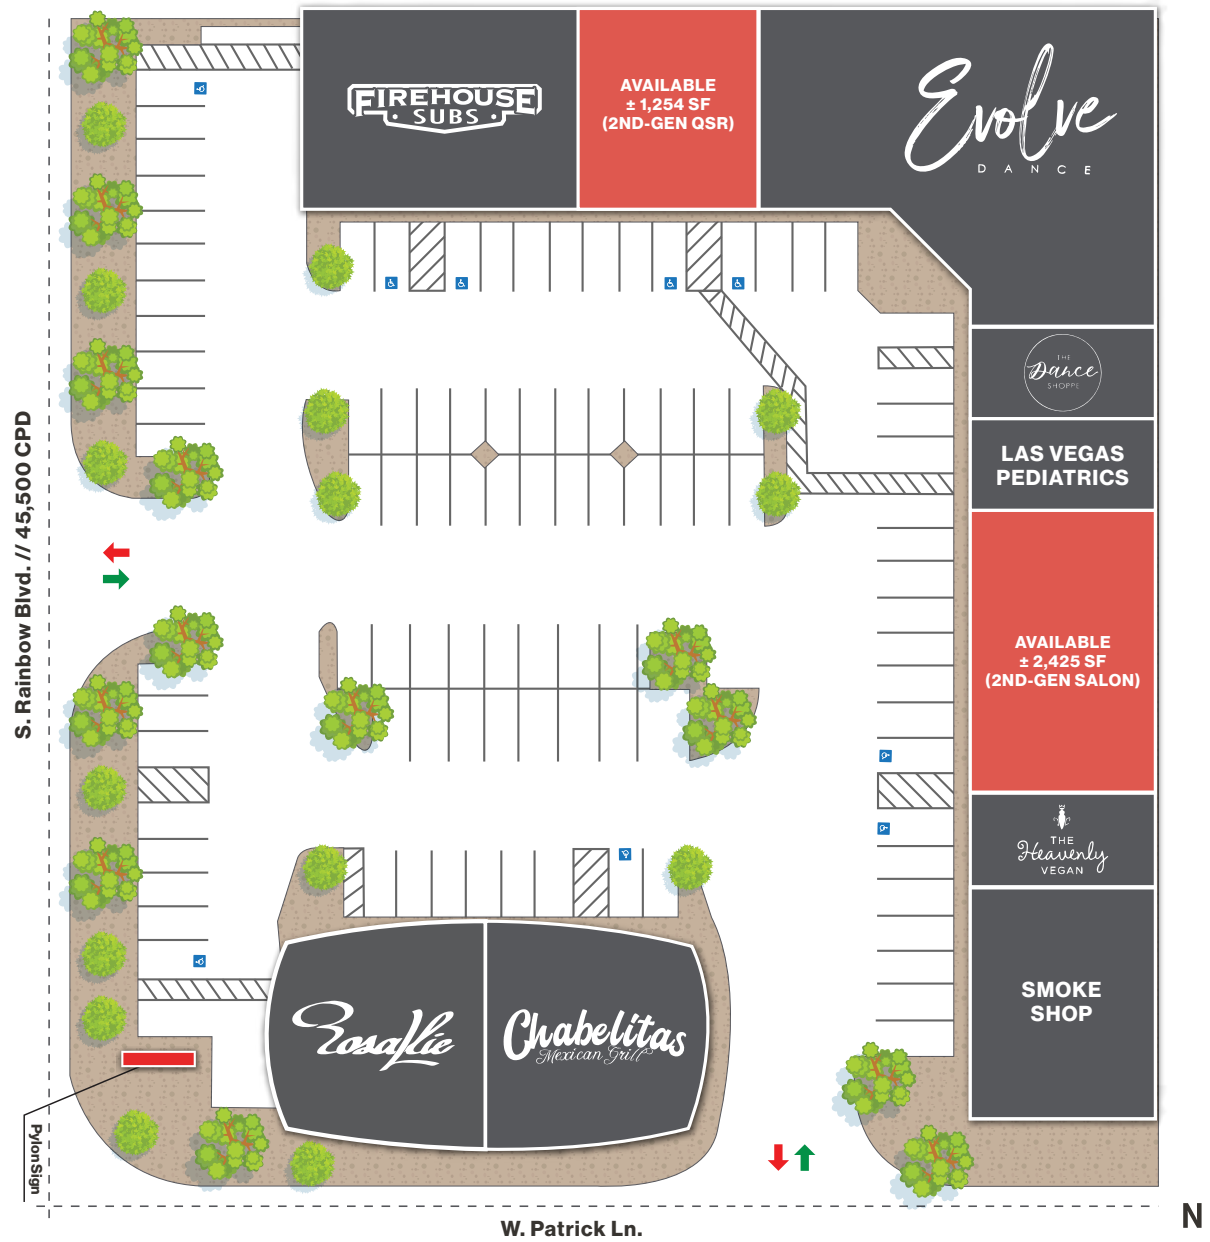 FIREHOUSE
SUBS
AVAILABLE
± 1,254 SF
(2ND-GEN QSR)
Evolve
DANCE
THE
Dance
SHOPPE
LAS VEGAS
PEDIATRICS
AVAILABLE
± 2,425 SF
(2ND-GEN SALON)
THE
Heavenly
VEGAN
SMOKE
SHOP
RosaLie
Chabelitas
Mexican Grill
S. Rainbow Blvd. // 45,500 CPD
PylonSign
W. Patrick Ln.
N